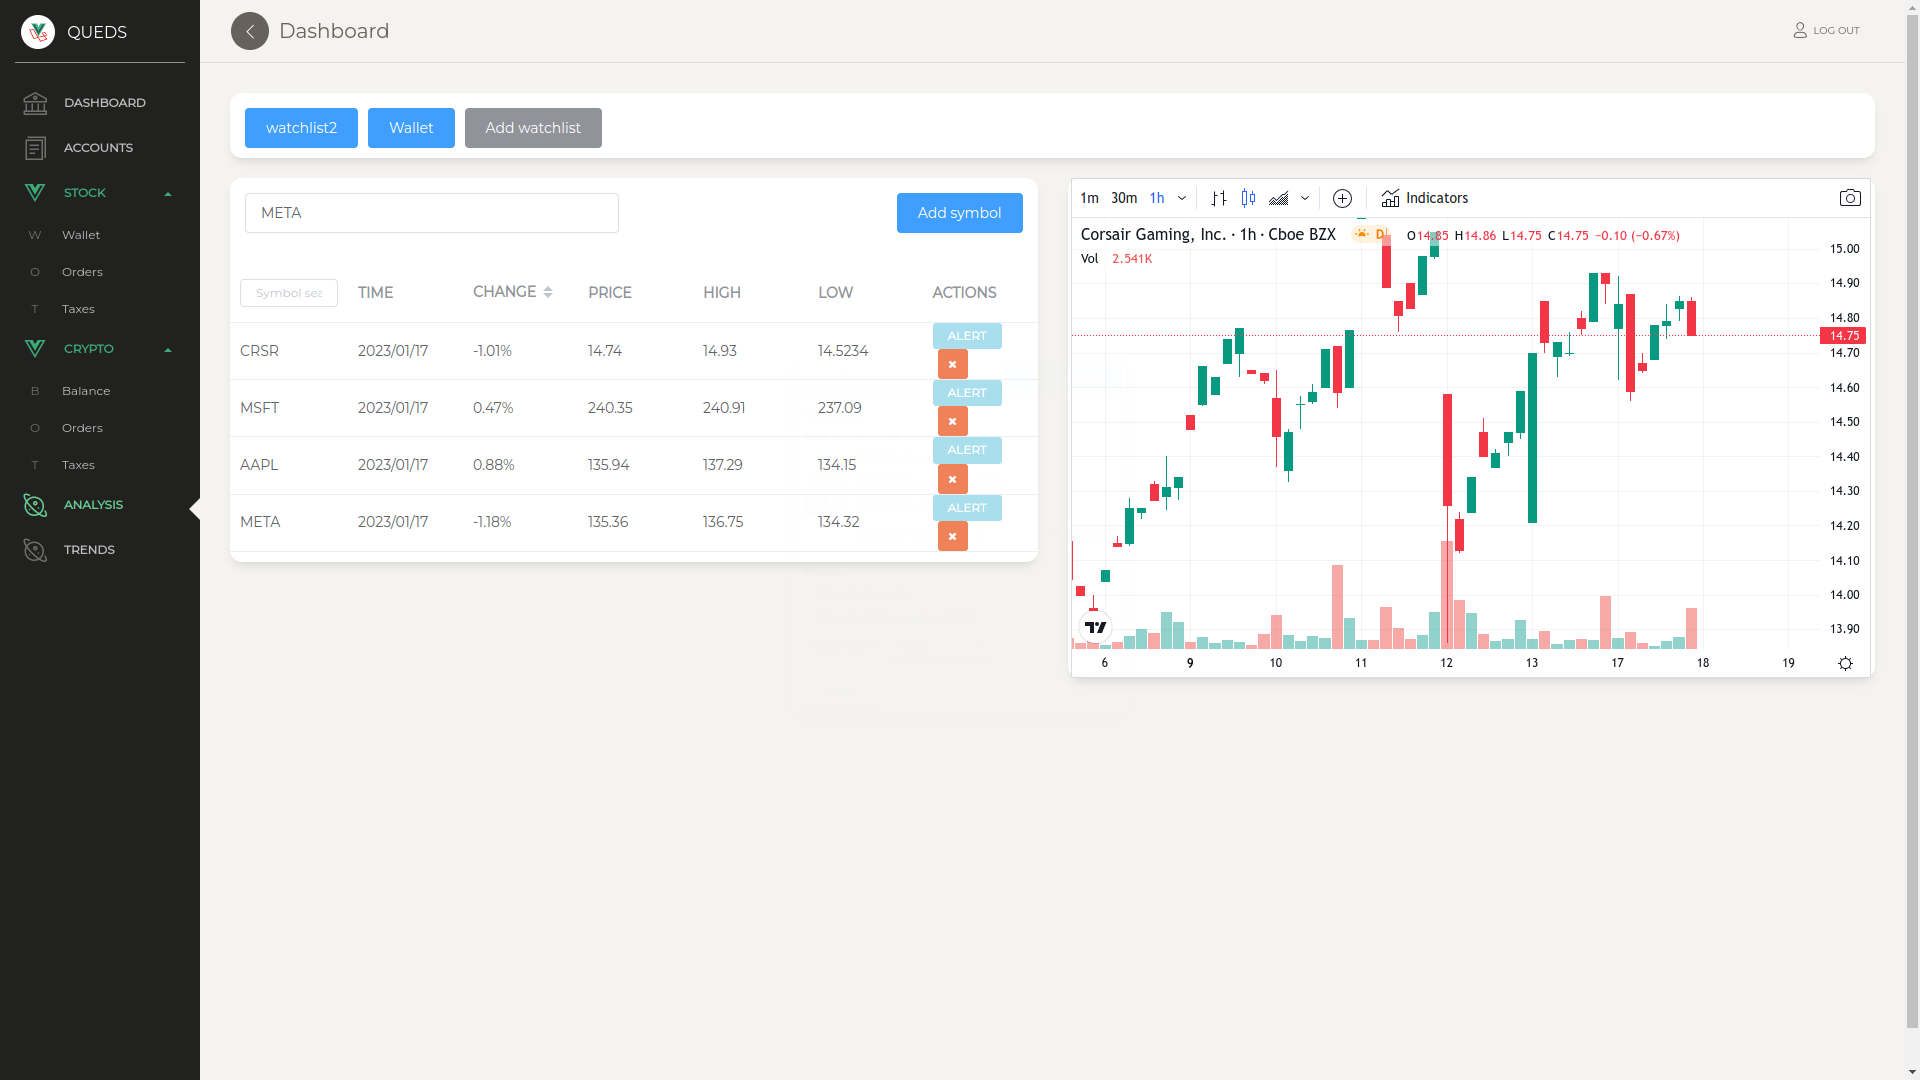 QUEDS
DASHBOARD
ACCOUNTS
STOCK
W Wallet
O Orders
T Taxes
CRYPTO
B Balance
O Orders
T Taxes
ANALYSIS
TRENDS
Dashboard
LOG OUT
watchlist2 Wallet Add watchlist
META Add symbol
Symbol sea TIME CHANGE PRICE HIGH LOW ACTIONS
CRSR 2023/01/17 -1.01% 14.74 14.93 14.5234 ALERT
MSFT 2023/01/17 0.47% 240.35 240.91 237.09 ALERT
AAPL 2023/01/17 0.88% 135.94 137.29 134.15 ALERT
META 2023/01/17 -1.18% 135.36 136.75 134.32 ALERT
1m 30m 1h Indicators
Corsair Gaming, Inc. · 1h · Cboe BZX D O14.85 H14.86 L14.75 C14.75 −0.10 (−0.67%)
Vol 2.541K
15.00
14.90
14.80
14.75
14.70
14.60
14.50
14.40
14.30
14.20
14.10
14.00
13.90
6 9 10 11 12 13 17 18 19